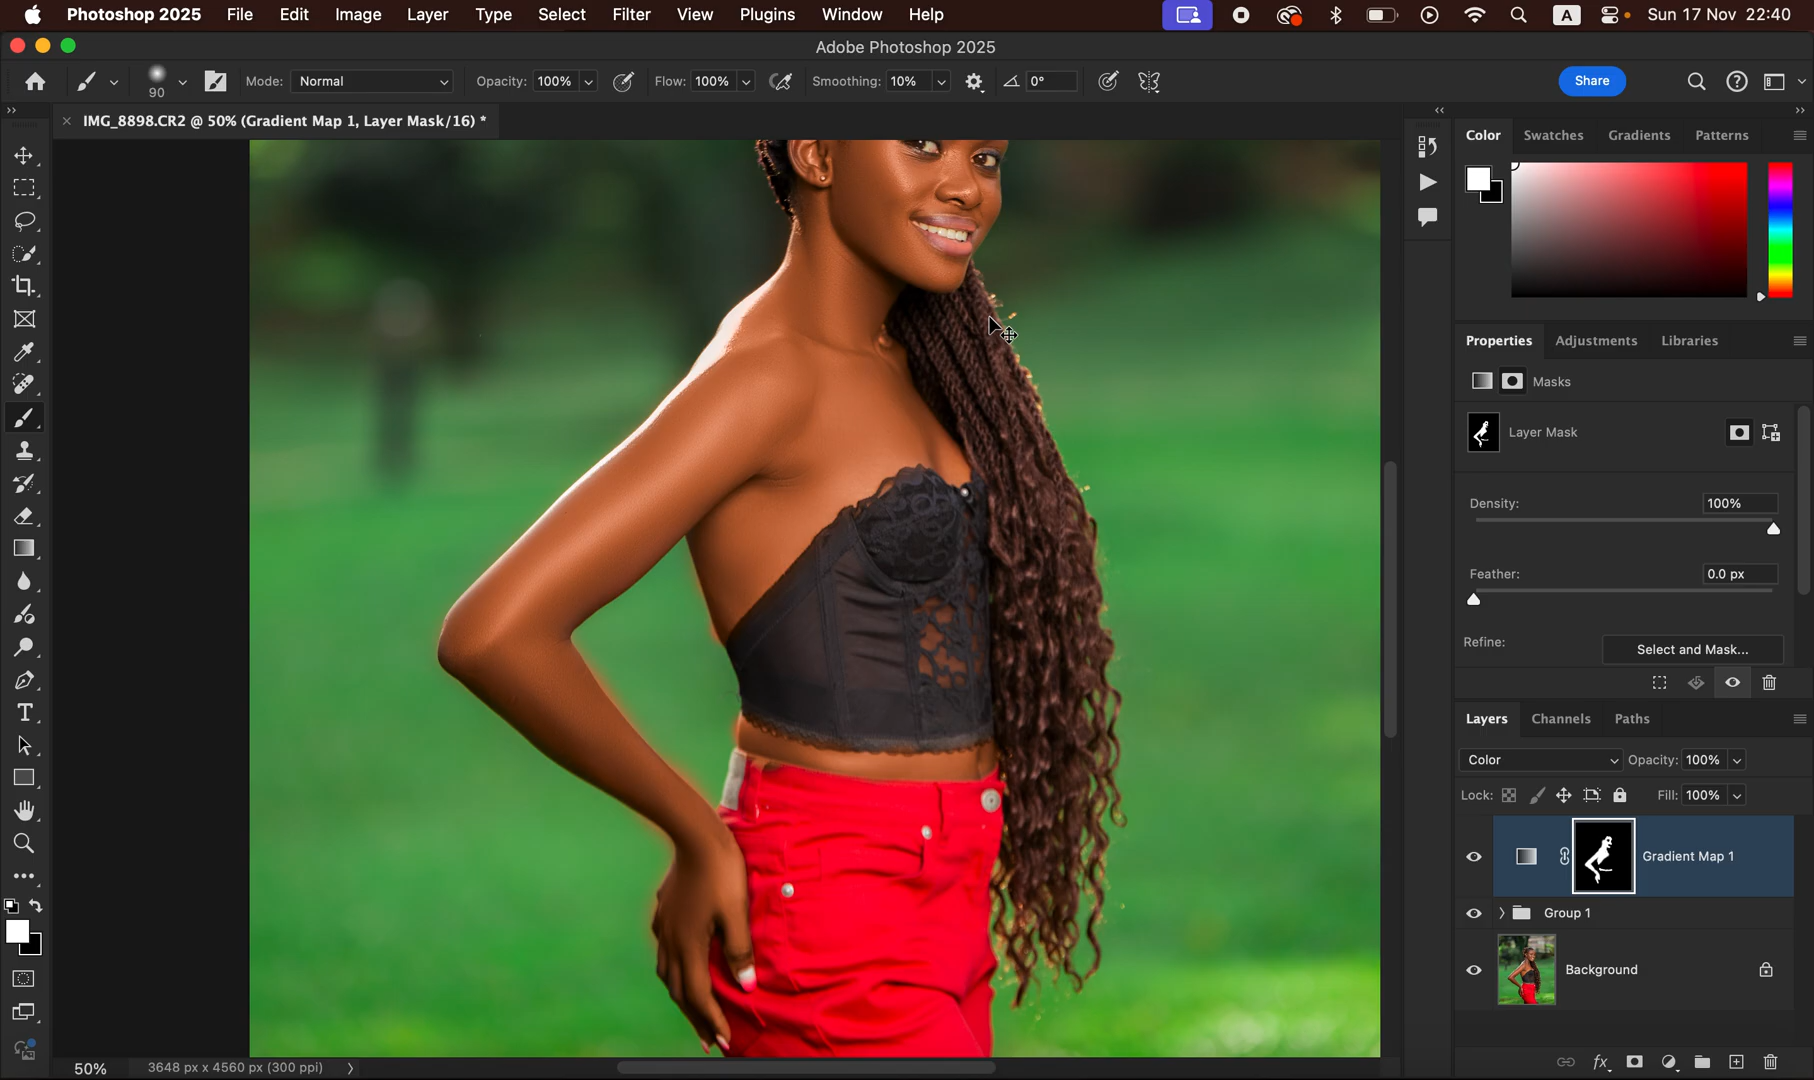 Photoshop 2025 File Edit Image Layer Type Select Filter View Plugins Window Help A Sun 17 Nov 22:40
Adobe Photoshop 2025
90 Mode: Normal Opacity: 100% Flow: 100% Smoothing: 10% 0° Share
IMG_8898.CR2 @ 50% (Gradient Map 1, Layer Mask/16) *
Color Swatches Gradients Patterns
Properties Adjustments Libraries
Masks
Layer Mask
Density: 100%
Feather: 0.0 px
Refine: Select and Mask...
Layers Channels Paths
Color Opacity: 100%
Lock: Fill: 100%
Gradient Map 1
Group 1
Background
50% 3648 px x 4560 px (300 ppi)